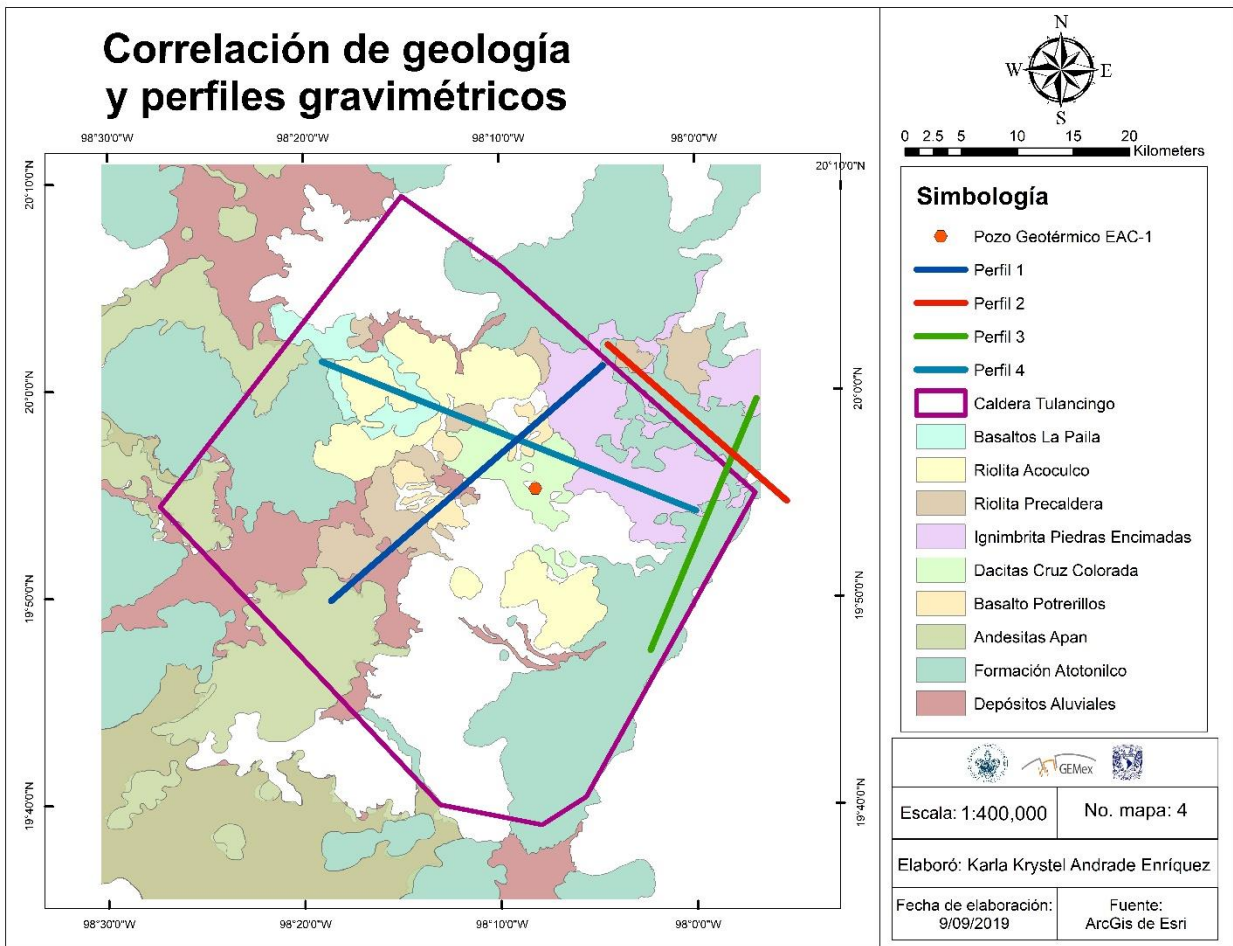 Correlación de geología
y perfiles gravimétricos
98°30'0"W
98°20'0"W
98°10'0"W
98°0'0"W
20°10'0"N
20°0'0"N
19°50'0"N
19°40'0"N
20°10'0"N
20°0'0"N
19°50'0"N
19°40'0"N
98°30'0"W
98°20'0"W
98°10'0"W
98°0'0"W
N
W E
S
0 2.5 5 10 15 20
Kilometers
Simbología
Pozo Geotérmico EAC-1
Perfil 1
Perfil 2
Perfil 3
Perfil 4
Caldera Tulancingo
Basaltos La Paila
Riolita Acoculco
Riolita Precaldera
Ignimbrita Piedras Encimadas
Dacitas Cruz Colorada
Basalto Potrerillos
Andesitas Apan
Formación Atotonilco
Depósitos Aluviales
GEMex
Escala: 1:400,000
No. mapa: 4
Elaboró: Karla Krystel Andrade Enríquez
Fecha de elaboración:
9/09/2019
Fuente:
ArcGis de Esri